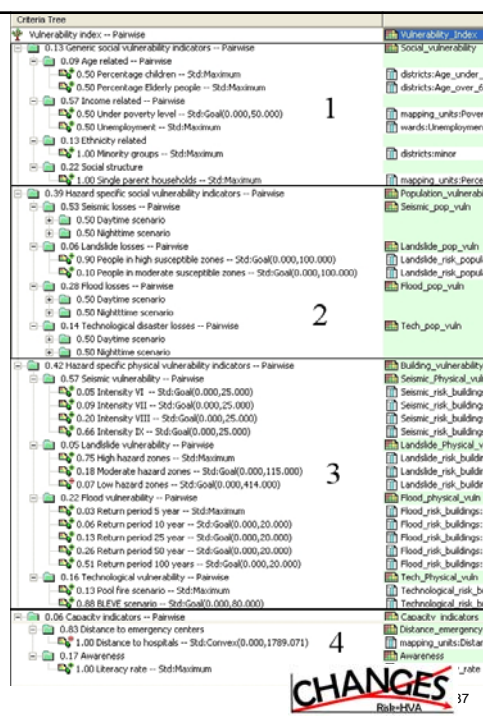 Criteria Tree
Vulnerability index -- Pairwise Vulnerability_Index
0.13 Generic social vulnerability indicators -- Pairwise Social_vulnerability
0.09 Age related -- Pairwise
0.50 Percentage children -- Std:Maximum districts:Age_under_
0.50 Percentage Elderly people -- Std:Maximum districts:Age_over_6
0.57 Income related -- Pairwise
0.50 Under poverty level -- Std:Goal(0.000,50.000) mapping_units:Pover
0.50 Unemployment -- Std:Maximum wards:Unemploymen
1
0.13 Ethnicity related
1.00 Minority groups -- Std:Maximum districts:minor
0.22 Social structure
1.00 Single parent households -- Std:Maximum mapping_units:Perce
0.39 Hazard specific social vulnerability indicators -- Pairwise Population_vulnerabi
0.53 Seismic losses -- Pairwise Seismic_pop_vuln
0.50 Daytime scenario
0.50 Nighttime scenario
0.06 Landslide losses -- Pairwise Landslide_pop_vuln
0.90 People in high susceptible zones -- Std:Goal(0.000,100.000) Landslide_risk_popul
0.10 People in moderate susceptible zones -- Std:Goal(0.000,100.000) Landslide_risk_popul
0.28 Flood losses -- Pairwise Flood_pop_vuln
0.50 Daytime scenario
0.50 Nighttime scenario
2
0.14 Technological disaster losses -- Pairwise Tech_pop_vuln
0.50 Daytime scenario
0.50 Nighttime scenario
0.42 Hazard specific physical vulnerability indicators -- Pairwise Building_vulnerability
0.57 Seismic vulnerability -- Pairwise Seismic_Physical_vul
0.05 Intensity VI -- Std:Goal(0.000,25.000) Seismic_risk_building
0.09 Intensity VII -- Std:Goal(0.000,25.000) Seismic_risk_building
0.20 Intensity VIII -- Std:Goal(0.000,25.000) Seismic_risk_building
0.66 Intensity IX -- Std:Goal(0.000,25.000) Seismic_risk_building
0.05 Landslide vulnerability -- Pairwise Landslide_Physical_v
0.75 High hazard zones -- Std:Maximum Landslide_risk_buildin
0.18 Moderate hazard zones -- Std:Goal(0.000,115.000) Landslide_risk_buildin
0.07 Low hazard zones -- Std:Goal(0.000,414.000) Landslide_risk_buildin
3
0.22 Flood vulnerability -- Pairwise Flood_physical_vuln
0.03 Return period 5 year -- Std:Maximum Flood_risk_buildings:
0.06 Return period 10 year -- Std:Goal(0.000,20.000) Flood_risk_buildings:
0.13 Return period 25 year -- Std:Goal(0.000,20.000) Flood_risk_buildings:
0.26 Return period 50 year -- Std:Goal(0.000,20.000) Flood_risk_buildings:
0.51 Return period 100 years -- Std:Goal(0.000,20.000) Flood_risk_buildings:
0.16 Technological vulnerability -- Pairwise Tech_Physical_vuln
0.13 Pool fire scenario -- Std:Maximum Technological_risk_b
0.88 BLEVE scenario -- Std:Goal(0.000,80.000) Technological_risk_b
0.06 Capacity indicators -- Pairwise Capacity_indicators
0.83 Distance to emergency centers Distance_emergency
1.00 Distance to hospitals -- Std:Convex(0.000,1789.071) mapping_units:Distan
4
0.17 Awareness Awareness
1.00 Literacy rate -- Std:Maximum _rate
CHANGES
Risk-HVA
37